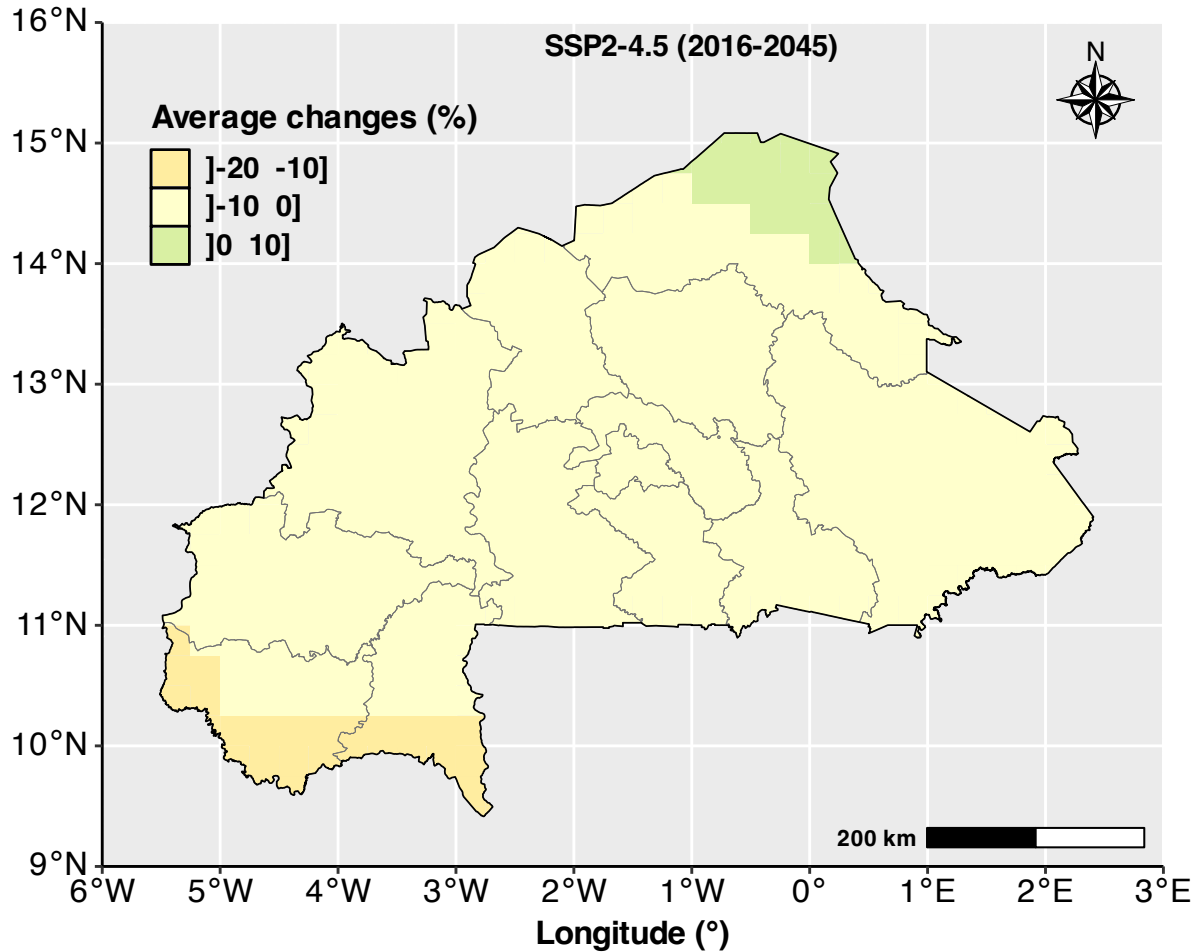 16°N
SSP2-4.5 (2016-2045)
N
Average changes (%)
15°N
]-20 -10]
]-10 0]
]0 10]
14°N
13°N
12°N
11°N
10°N
200 km
9°N
6°W 5°W 4°W 3°W 2°W 1°W 0° 1°E 2°E 3°E
Longitude (°)